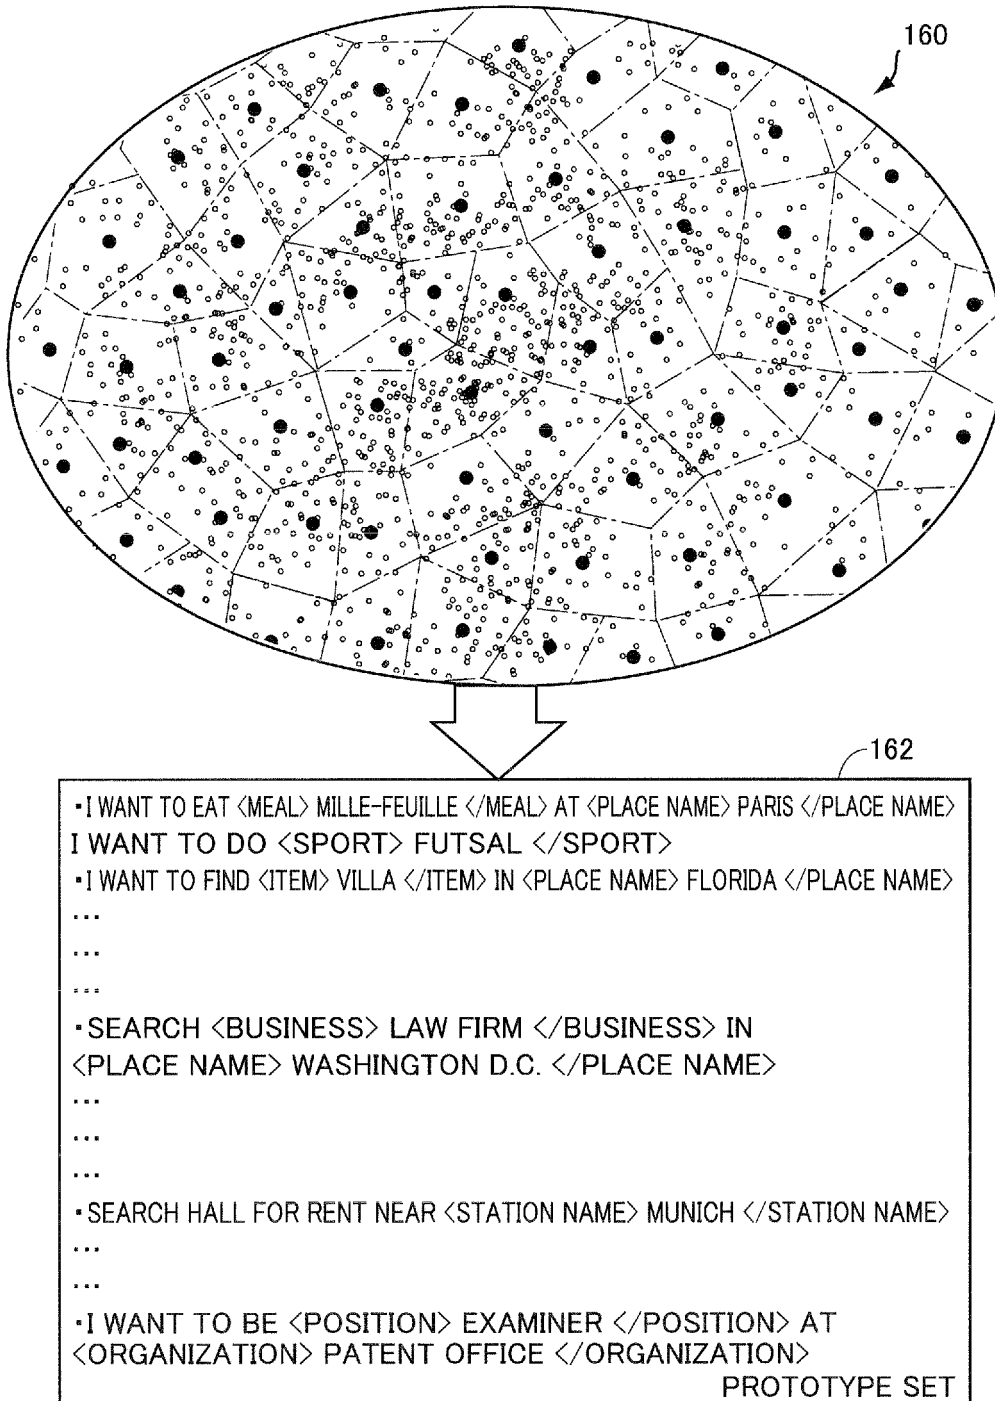 160
162
･I WANT TO EAT <MEAL> MILLE-FEUILLE </MEAL> AT <PLACE NAME> PARIS </PLACE NAME>
I WANT TO DO <SPORT> FUTSAL </SPORT>
･I WANT TO FIND <ITEM> VILLA </ITEM> IN <PLACE NAME> FLORIDA </PLACE NAME>
...
...
...
･SEARCH <BUSINESS> LAW FIRM </BUSINESS> IN
<PLACE NAME> WASHINGTON D.C. </PLACE NAME>
...
...
...
･SEARCH HALL FOR RENT NEAR <STATION NAME> MUNICH </STATION NAME>
...
...
･I WANT TO BE <POSITION> EXAMINER </POSITION> AT
<ORGANIZATION> PATENT OFFICE </ORGANIZATION>
PROTOTYPE SET